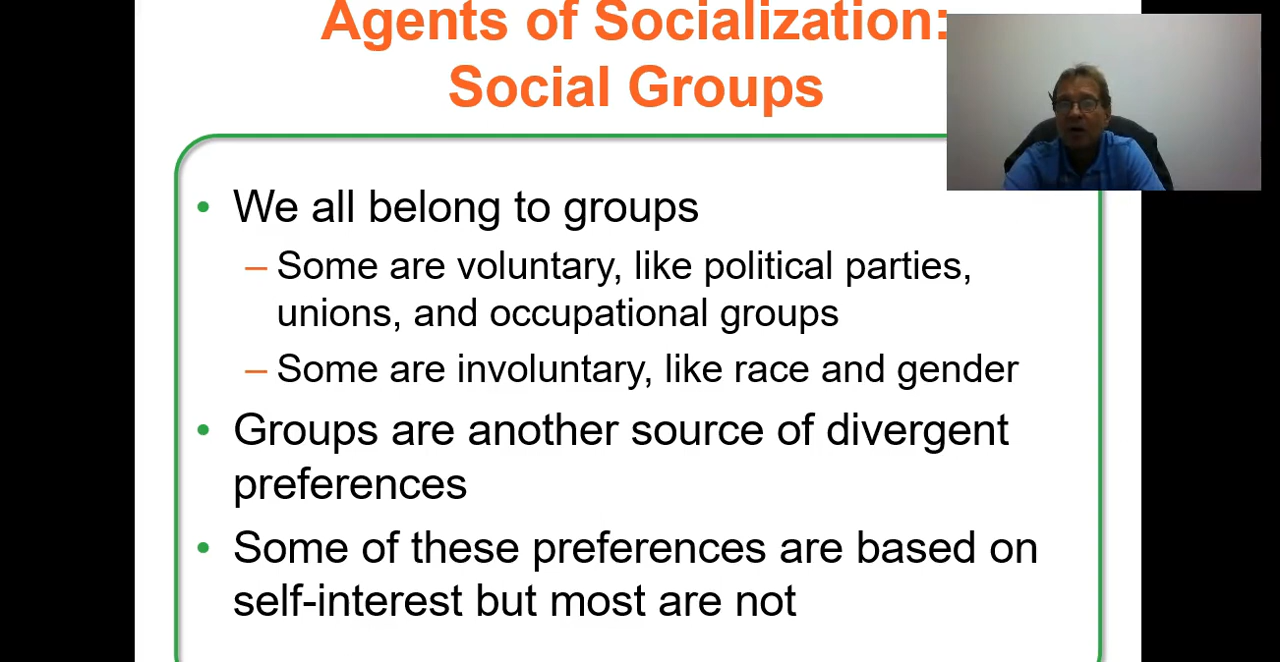 Agents of Socialization:
Social Groups
• We all belong to groups
– Some are voluntary, like political parties,
unions, and occupational groups
– Some are involuntary, like race and gender
• Groups are another source of divergent
preferences
• Some of these preferences are based on
self-interest but most are not